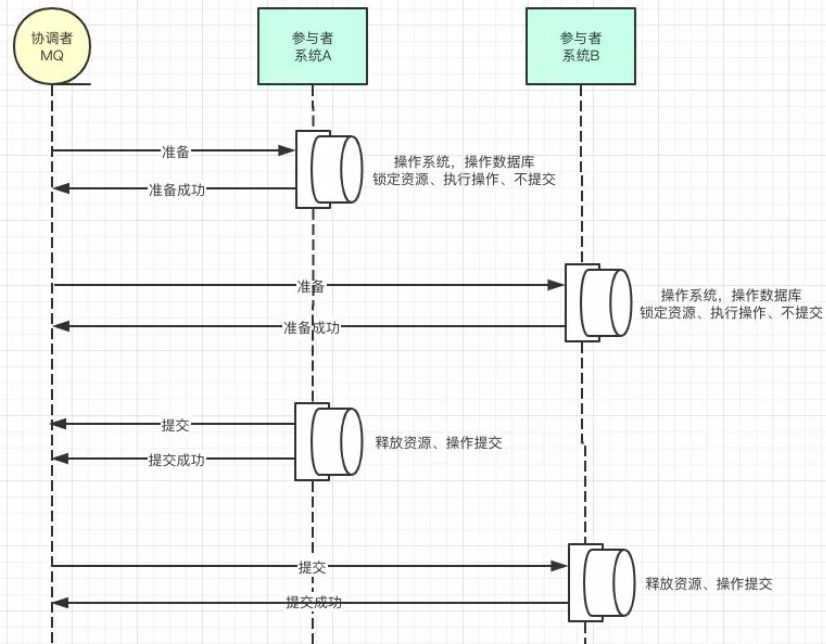 协调者
MQ
参与者
系统A
参与者
系统B
准备
操作系统，操作数据库
锁定资源、执行操作、不提交
准备成功
准备
操作系统，操作数据库
锁定资源、执行操作、不提交
准备成功
提交
释放资源、操作提交
提交成功
提交
释放资源、操作提交
提交成功